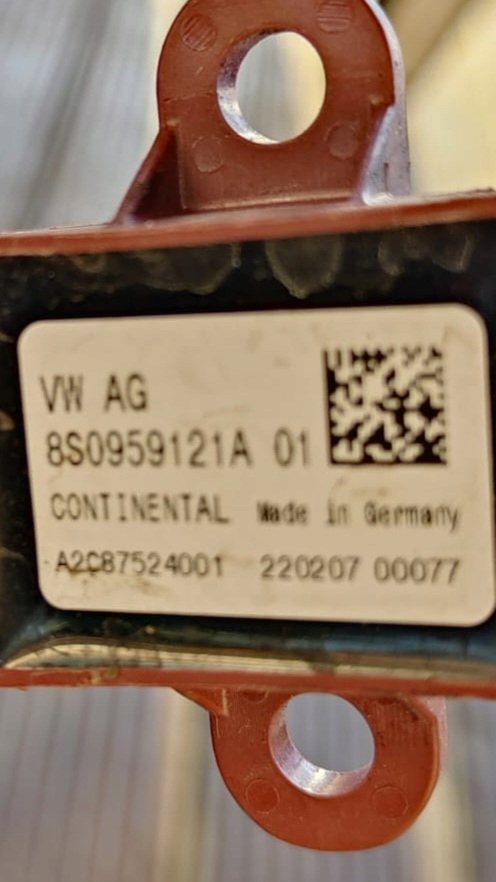 VW AG
8S0959121A 01
CONTINENTAL Made in Germany
A2C87524001 220207 00077